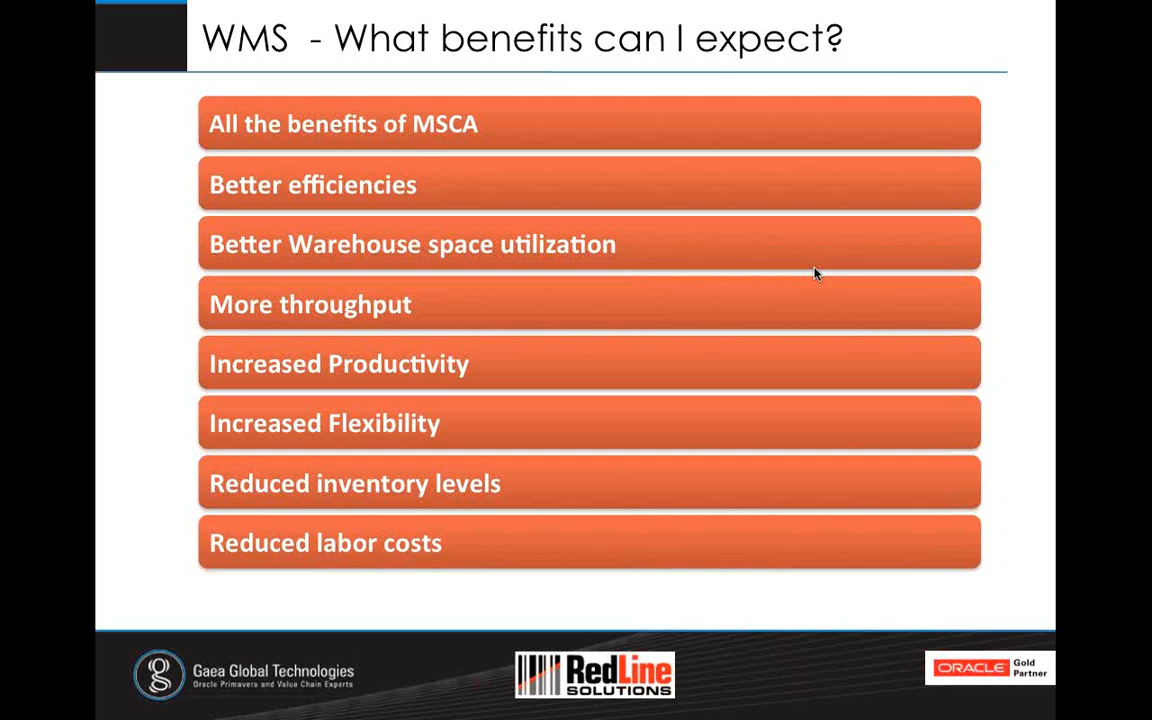 WMS - What benefits can I expect?
All the benefits of MSCA
Better efficiencies
Better Warehouse space utilization
More throughput
Increased Productivity
Increased Flexibility
Reduced inventory levels
Reduced labor costs
g
Gaea Global Technologies
Oracle Primavera and Value Chain Experts
RedLine
SOLUTIONS
ORACLE
Gold
Partner